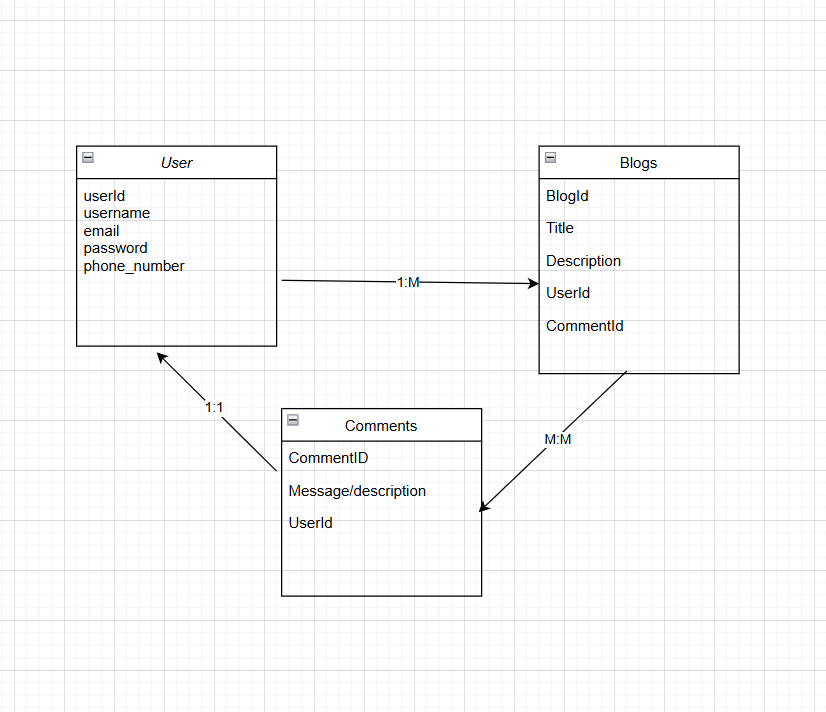 User
userId
username
email
password
phone_number
1:M
Blogs
BlogId
Title
Description
UserId
CommentId
1:1
M:M
Comments
CommentID
Message/description
UserId